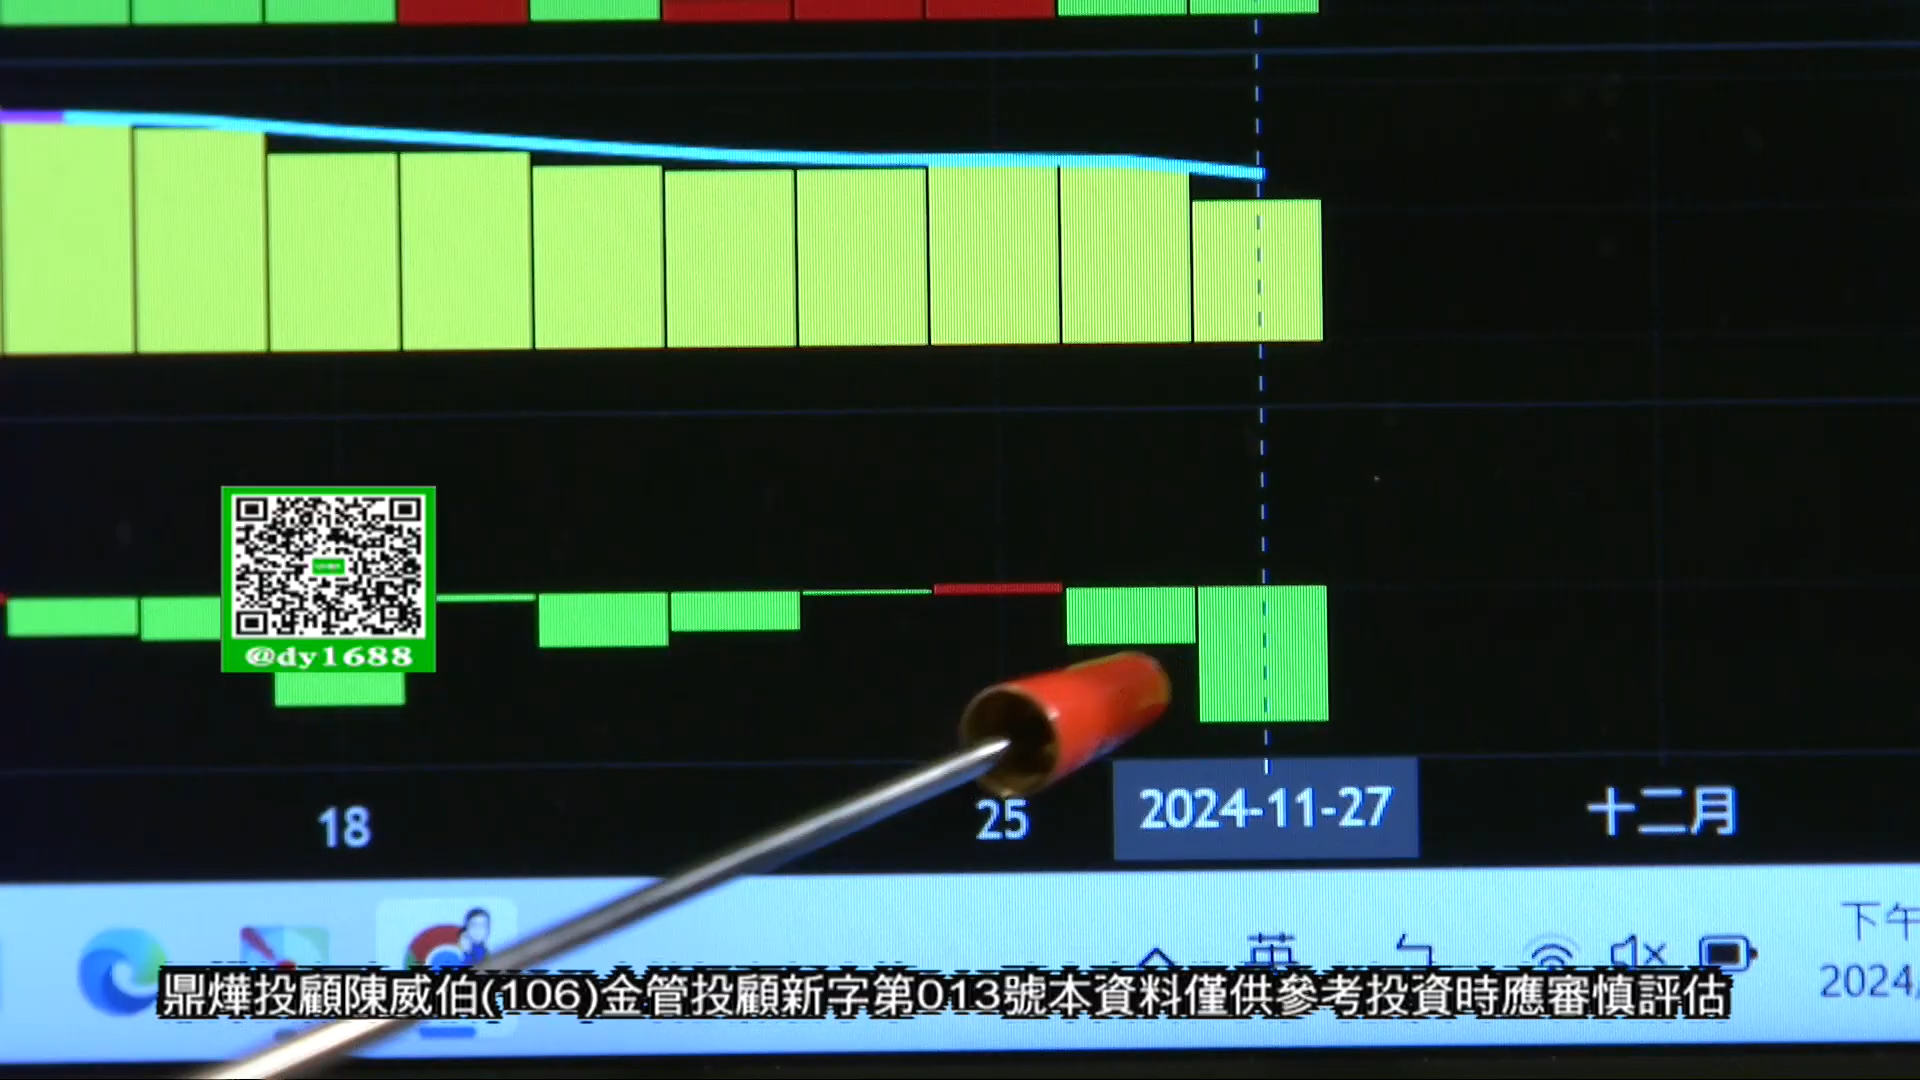 @dy1688
18
25
2024-11-27
十二月
英
ㄅ
下午
2024
鼎燁投顧陳威伯(106)金管投顧新字第013號本資料僅供參考投資時應審慎評估